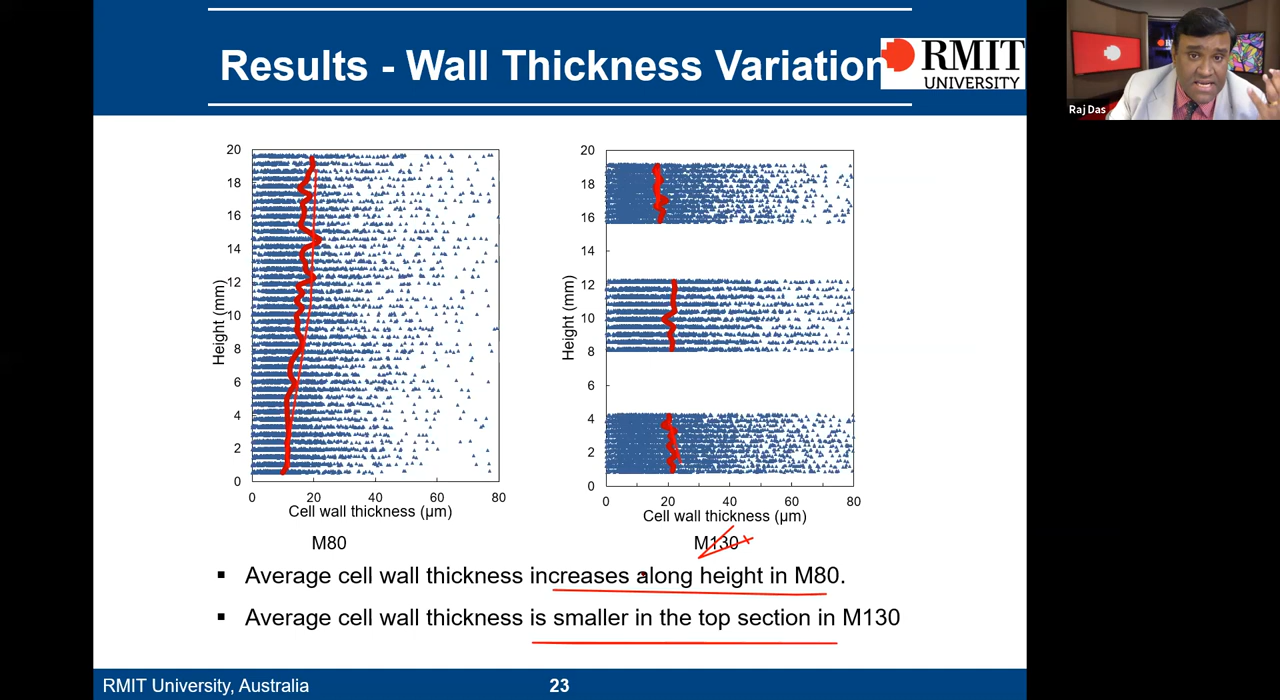 Results - Wall Thickness Variation
RMIT
UNIVERSITY
Raj Das
20
18
16
14
12
10
8
6
4
2
0
Height (mm)
0 20 40 60 80
Cell wall thickness (μm)
M80
20
18
16
14
12
10
8
6
4
2
0
Height (mm)
0 20 40 60 80
Cell wall thickness (μm)
M130
▪ Average cell wall thickness increases along height in M80.
▪ Average cell wall thickness is smaller in the top section in M130
RMIT University, Australia
23